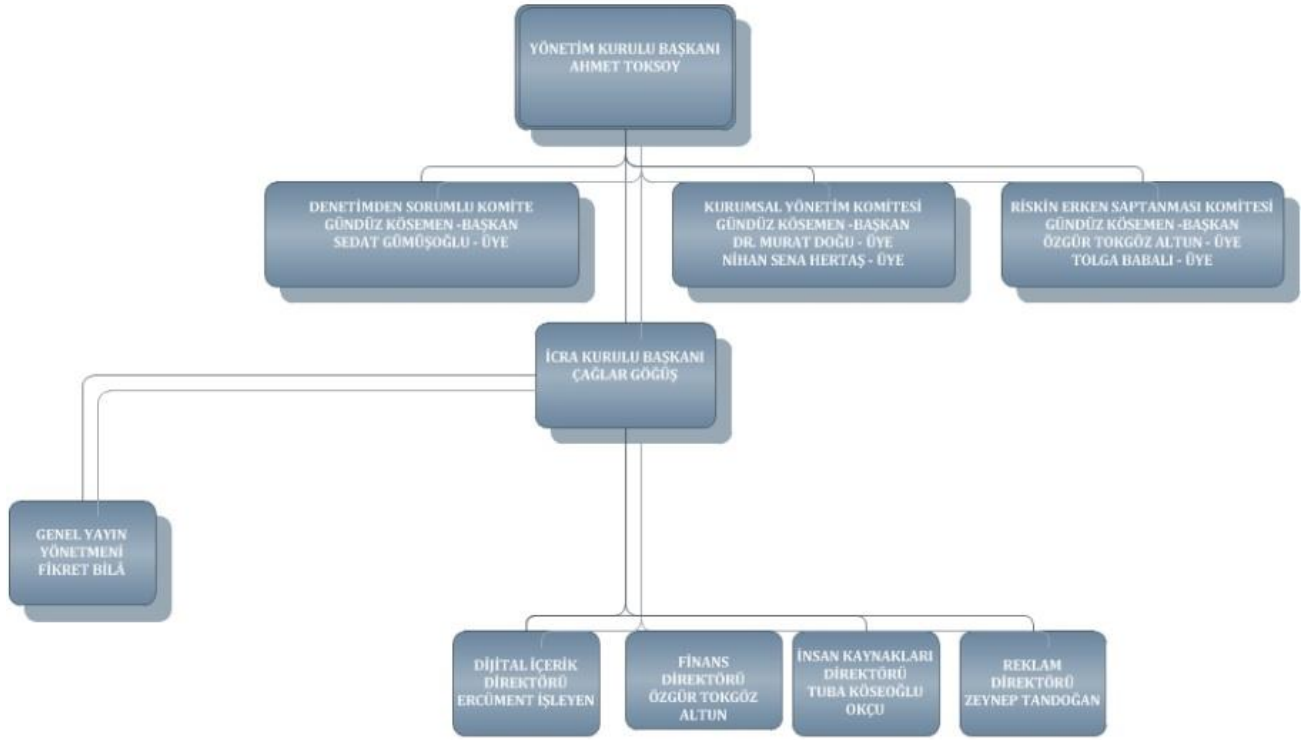 YÖNETİM KURULU BAŞKANI
AHMET TOKSOY
DENETİMDEN SORUMLU KOMİTE
GÜNDÜZ KÖSEMEN -BAŞKAN
SEDAT GÜMÜŞOĞLU - ÜYE
KURUMSAL YÖNETİM KOMİTESİ
GÜNDÜZ KÖSEMEN -BAŞKAN
DR. MURAT DOĞU - ÜYE
NİHAN SENA HERTAŞ - ÜYE
RİSKİN ERKEN SAPTANMASI KOMİTESİ
GÜNDÜZ KÖSEMEN -BAŞKAN
ÖZGÜR TOKGÖZ ALTUN - ÜYE
TOLGA BABALI - ÜYE
İCRA KURULU BAŞKANI
ÇAĞLAR GÖĞÜŞ
GENEL YAYIN
YÖNETMENİ
FİKRET BİLÂ
DİJİTAL İÇERİK
DİREKTÖRÜ
ERCÜMENT İŞLEYEN
FİNANS
DİREKTÖRÜ
ÖZGÜR TOKGÖZ
ALTUN
İNSAN KAYNAKLARI
DİREKTÖRÜ
TUBA KÖSEOĞLU
OKÇU
REKLAM
DİREKTÖRÜ
ZEYNEP TANDOĞAN